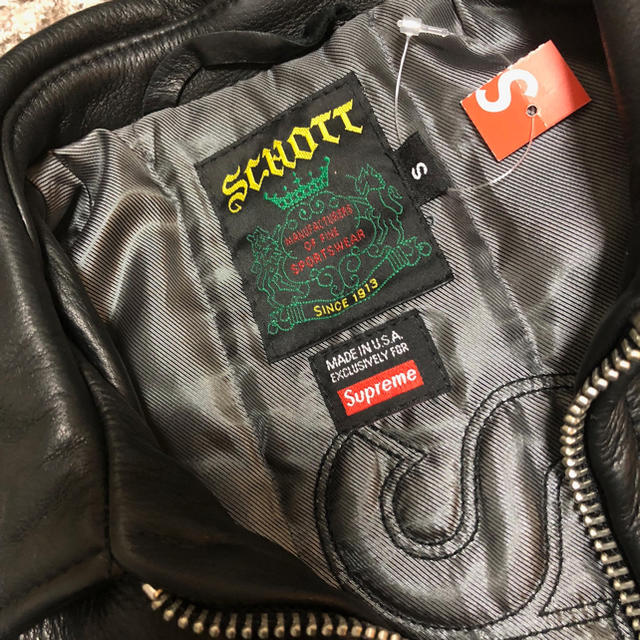 SCHOTT
MANUFACTURERS
OF FINE
SPORTSWEAR
SINCE 1913
S
S
MADE IN U.S.A.
EXCLUSIVELY FOR
Supreme